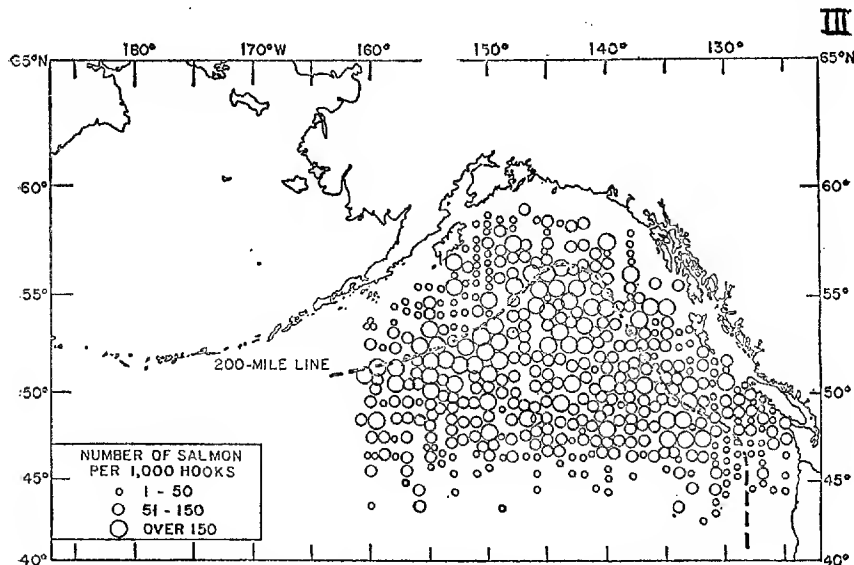 III
180° 170°W 160° 150° 140° 130°
65°N 65°N
60° 60°
55° 55°
200-MILE LINE
50° 50°
45° 45°
40° 40°
NUMBER OF SALMON
PER 1,000 HOOKS
1 - 50
51 - 150
OVER 150